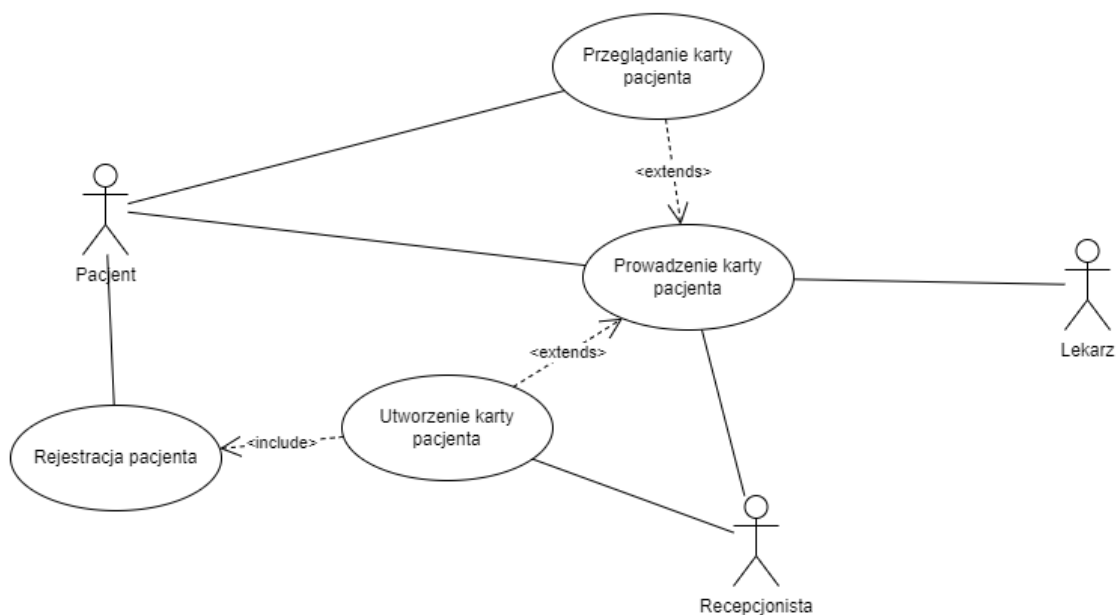 Przeglądanie karty
pacjenta
<extends>
Pacjent
Prowadzenie karty
pacjenta
Lekarz
<extends>
Utworzenie karty
pacjenta
<include>
Rejestracja pacjenta
Recepcjonista